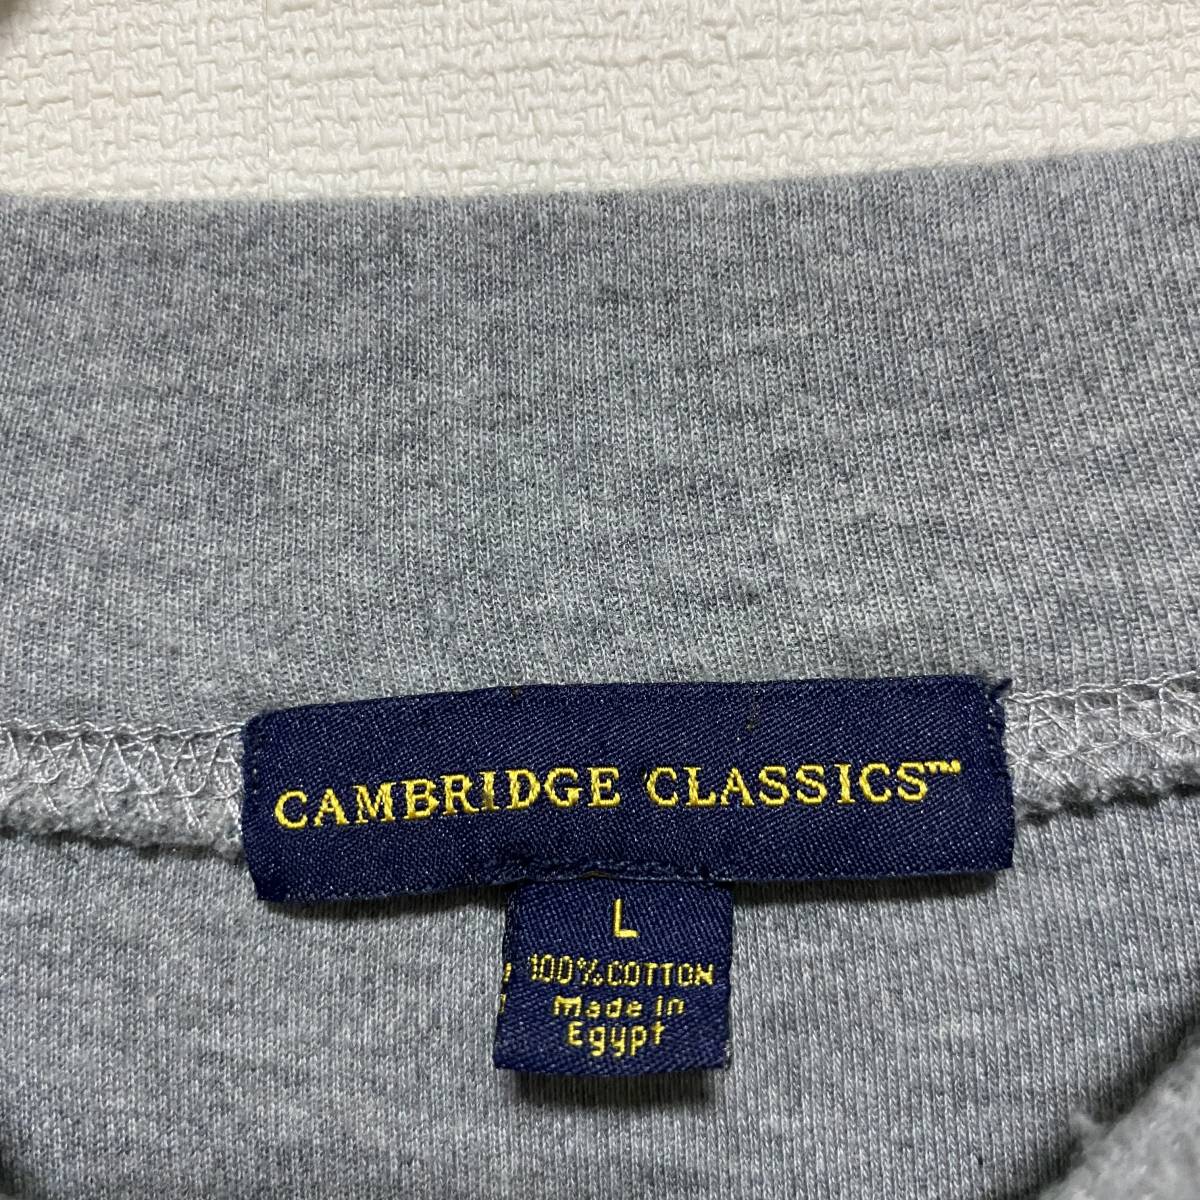 CAMBRIDGE CLASSICS™
L
100% COTTON
Made in
Egypt